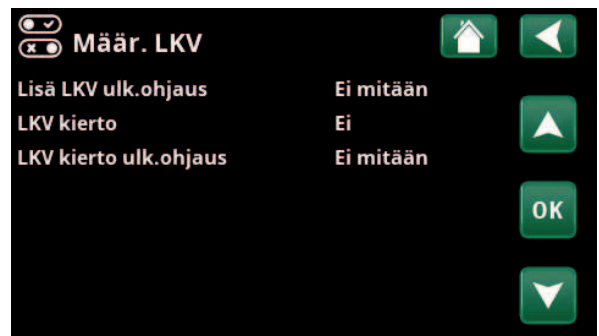 Määr. LKV
Lisä LKV ulk.ohjaus Ei mitään
LKV kierto Ei
LKV kierto ulk.ohjaus Ei mitään
OK